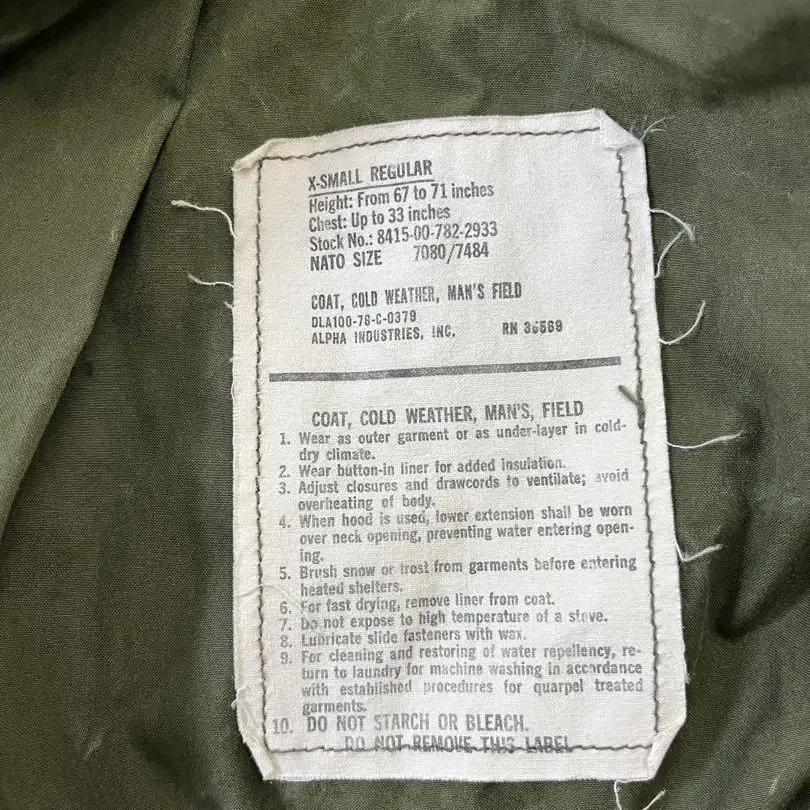 X-SMALL REGULAR
Height: From 67 to 71 inches
Chest: Up to 33 inches
Stock No.: 8415-00-782-2933
NATO SIZE 7080/7484
COAT, COLD WEATHER, MAN'S FIELD
DLA100-78-C-0379
ALPHA INDUSTRIES, INC. RN 36569
COAT, COLD WEATHER, MAN'S, FIELD
1. Wear as outer garment or as under-layer in cold-
dry climate.
2. Wear button-in liner for added insulation.
3. Adjust closures and drawcords to ventilate; avoid
overheating of body.
4. When hood is used, lower extension shall be worn
over neck opening, preventing water entering open-
ing.
5. Brush snow or frost from garments before entering
heated shelters.
6. For fast drying, remove liner from coat.
7. Do not expose to high temperature of a stove.
8. Lubricate slide fasteners with wax.
9. For cleaning and restoring of water repellency, re-
turn to laundry for machine washing in accordance
with established procedures for quarpel treated
garments.
10. DO NOT STARCH OR BLEACH.
DO NOT REMOVE THIS LABEL